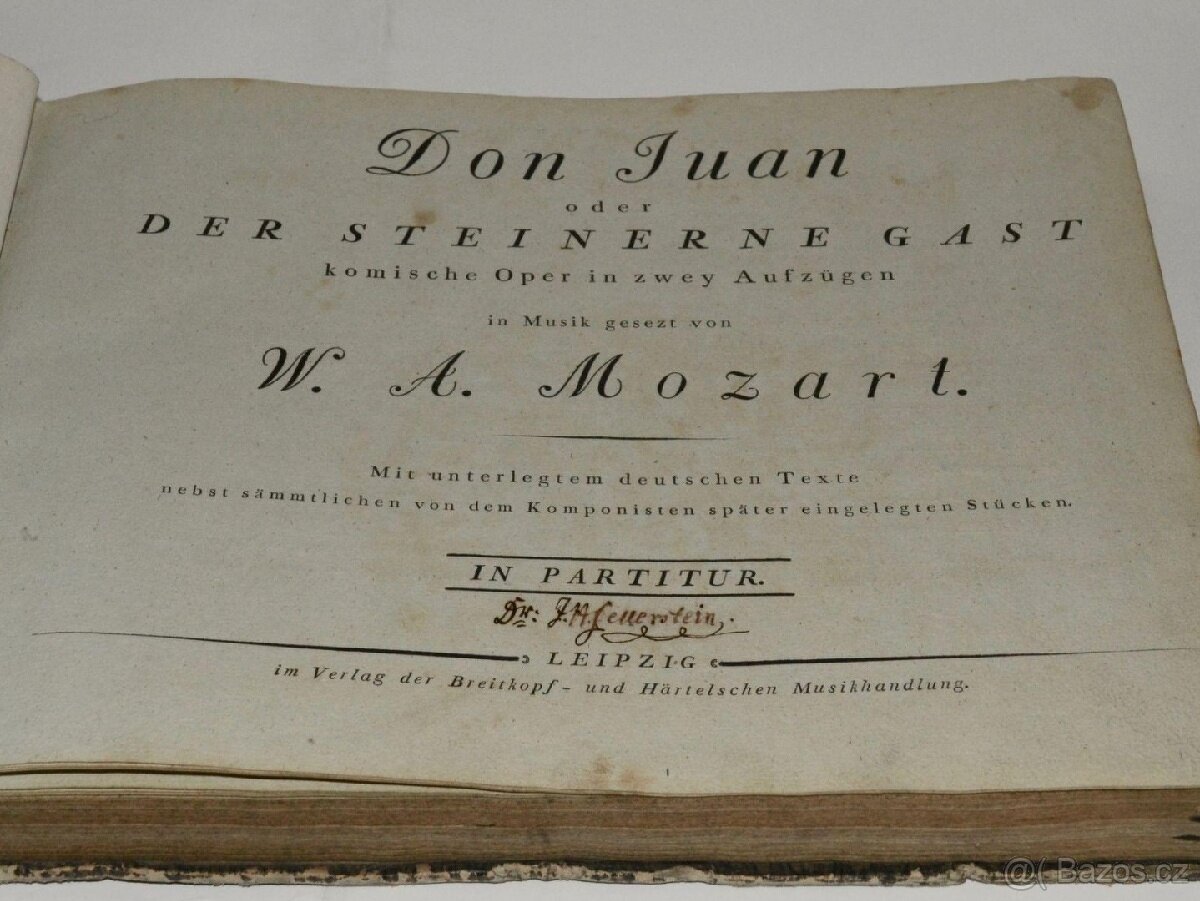 Don Juan
oder
DER STEINERNE GAST
komische Oper in zwey Aufzügen
in Musik gesezt von
W. A. Mozart.
Mit unterlegtem deutschen Texte
nebst sämmtlichen von dem Komponisten später eingelegten Stücken.
IN PARTITUR.
Dr: J.A. Feuerstein.
LEIPZIG
im Verlag der Breitkopf- und Härtelschen Musikhandlung.
@( Bazos.cz